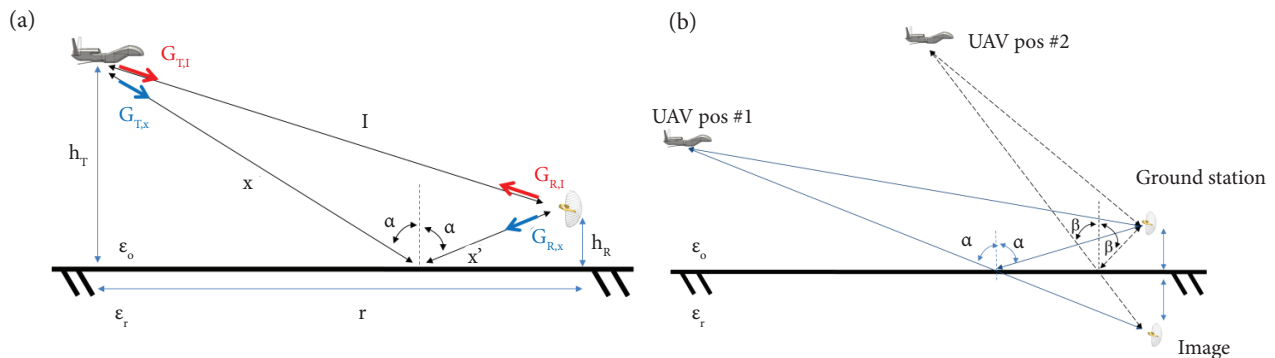 (a)
G_T,I
G_T,x
I
h_T
x
G_R,I
G_R,x
α
α
x'
h_R
ε_o
r
ε_r
(b)
UAV pos #2
UAV pos #1
Ground station
α
α
β
β
ε_o
ε_r
Image